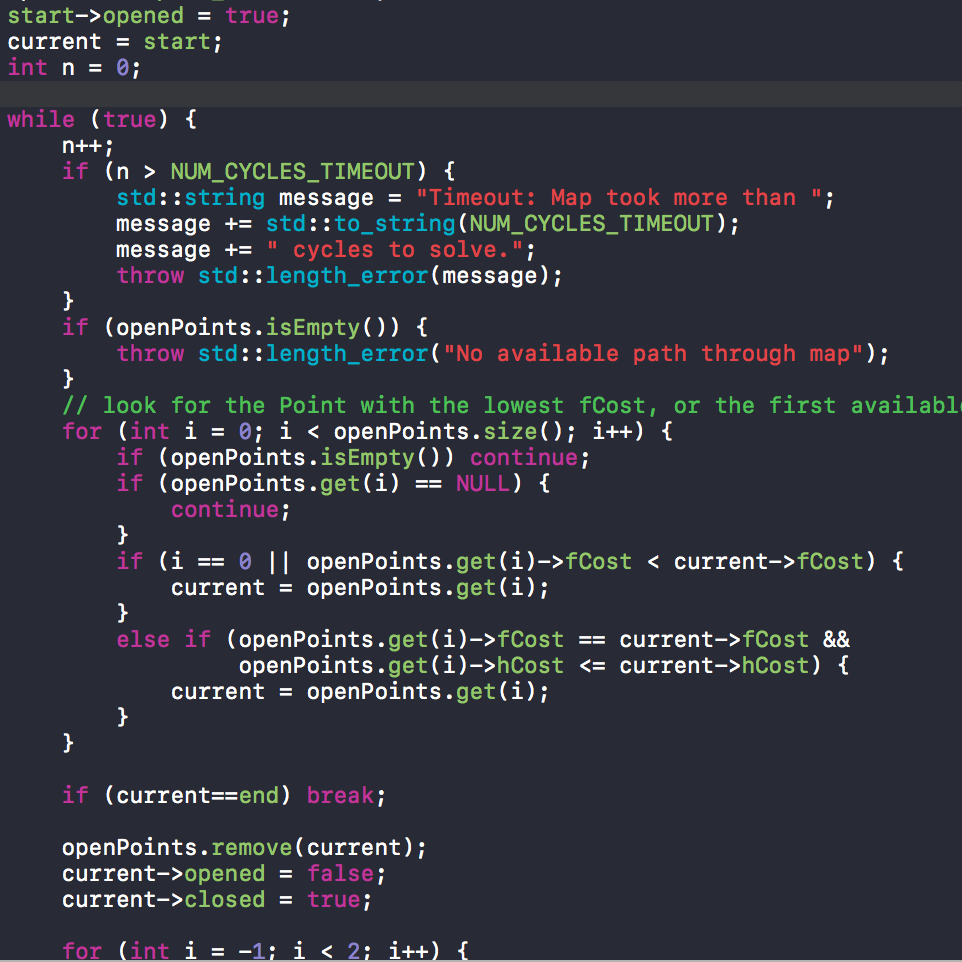 start->opened = true;
current = start;
int n = 0;
while (true) {
n++;
if (n > NUM_CYCLES_TIMEOUT) {
std::string message = "Timeout: Map took more than ";
message += std::to_string(NUM_CYCLES_TIMEOUT);
message += " cycles to solve.";
throw std::length_error(message);
}
if (openPoints.isEmpty()) {
throw std::length_error("No available path through map");
}
// look for the Point with the lowest fCost, or the first available
for (int i = 0; i < openPoints.size(); i++) {
if (openPoints.isEmpty()) continue;
if (openPoints.get(i) == NULL) {
continue;
}
if (i == 0 || openPoints.get(i)->fCost < current->fCost) {
current = openPoints.get(i);
}
else if (openPoints.get(i)->fCost == current->fCost &&
openPoints.get(i)->hCost <= current->hCost) {
current = openPoints.get(i);
}
}
if (current==end) break;
openPoints.remove(current);
current->opened = false;
current->closed = true;
for (int i = -1; i < 2; i++) {